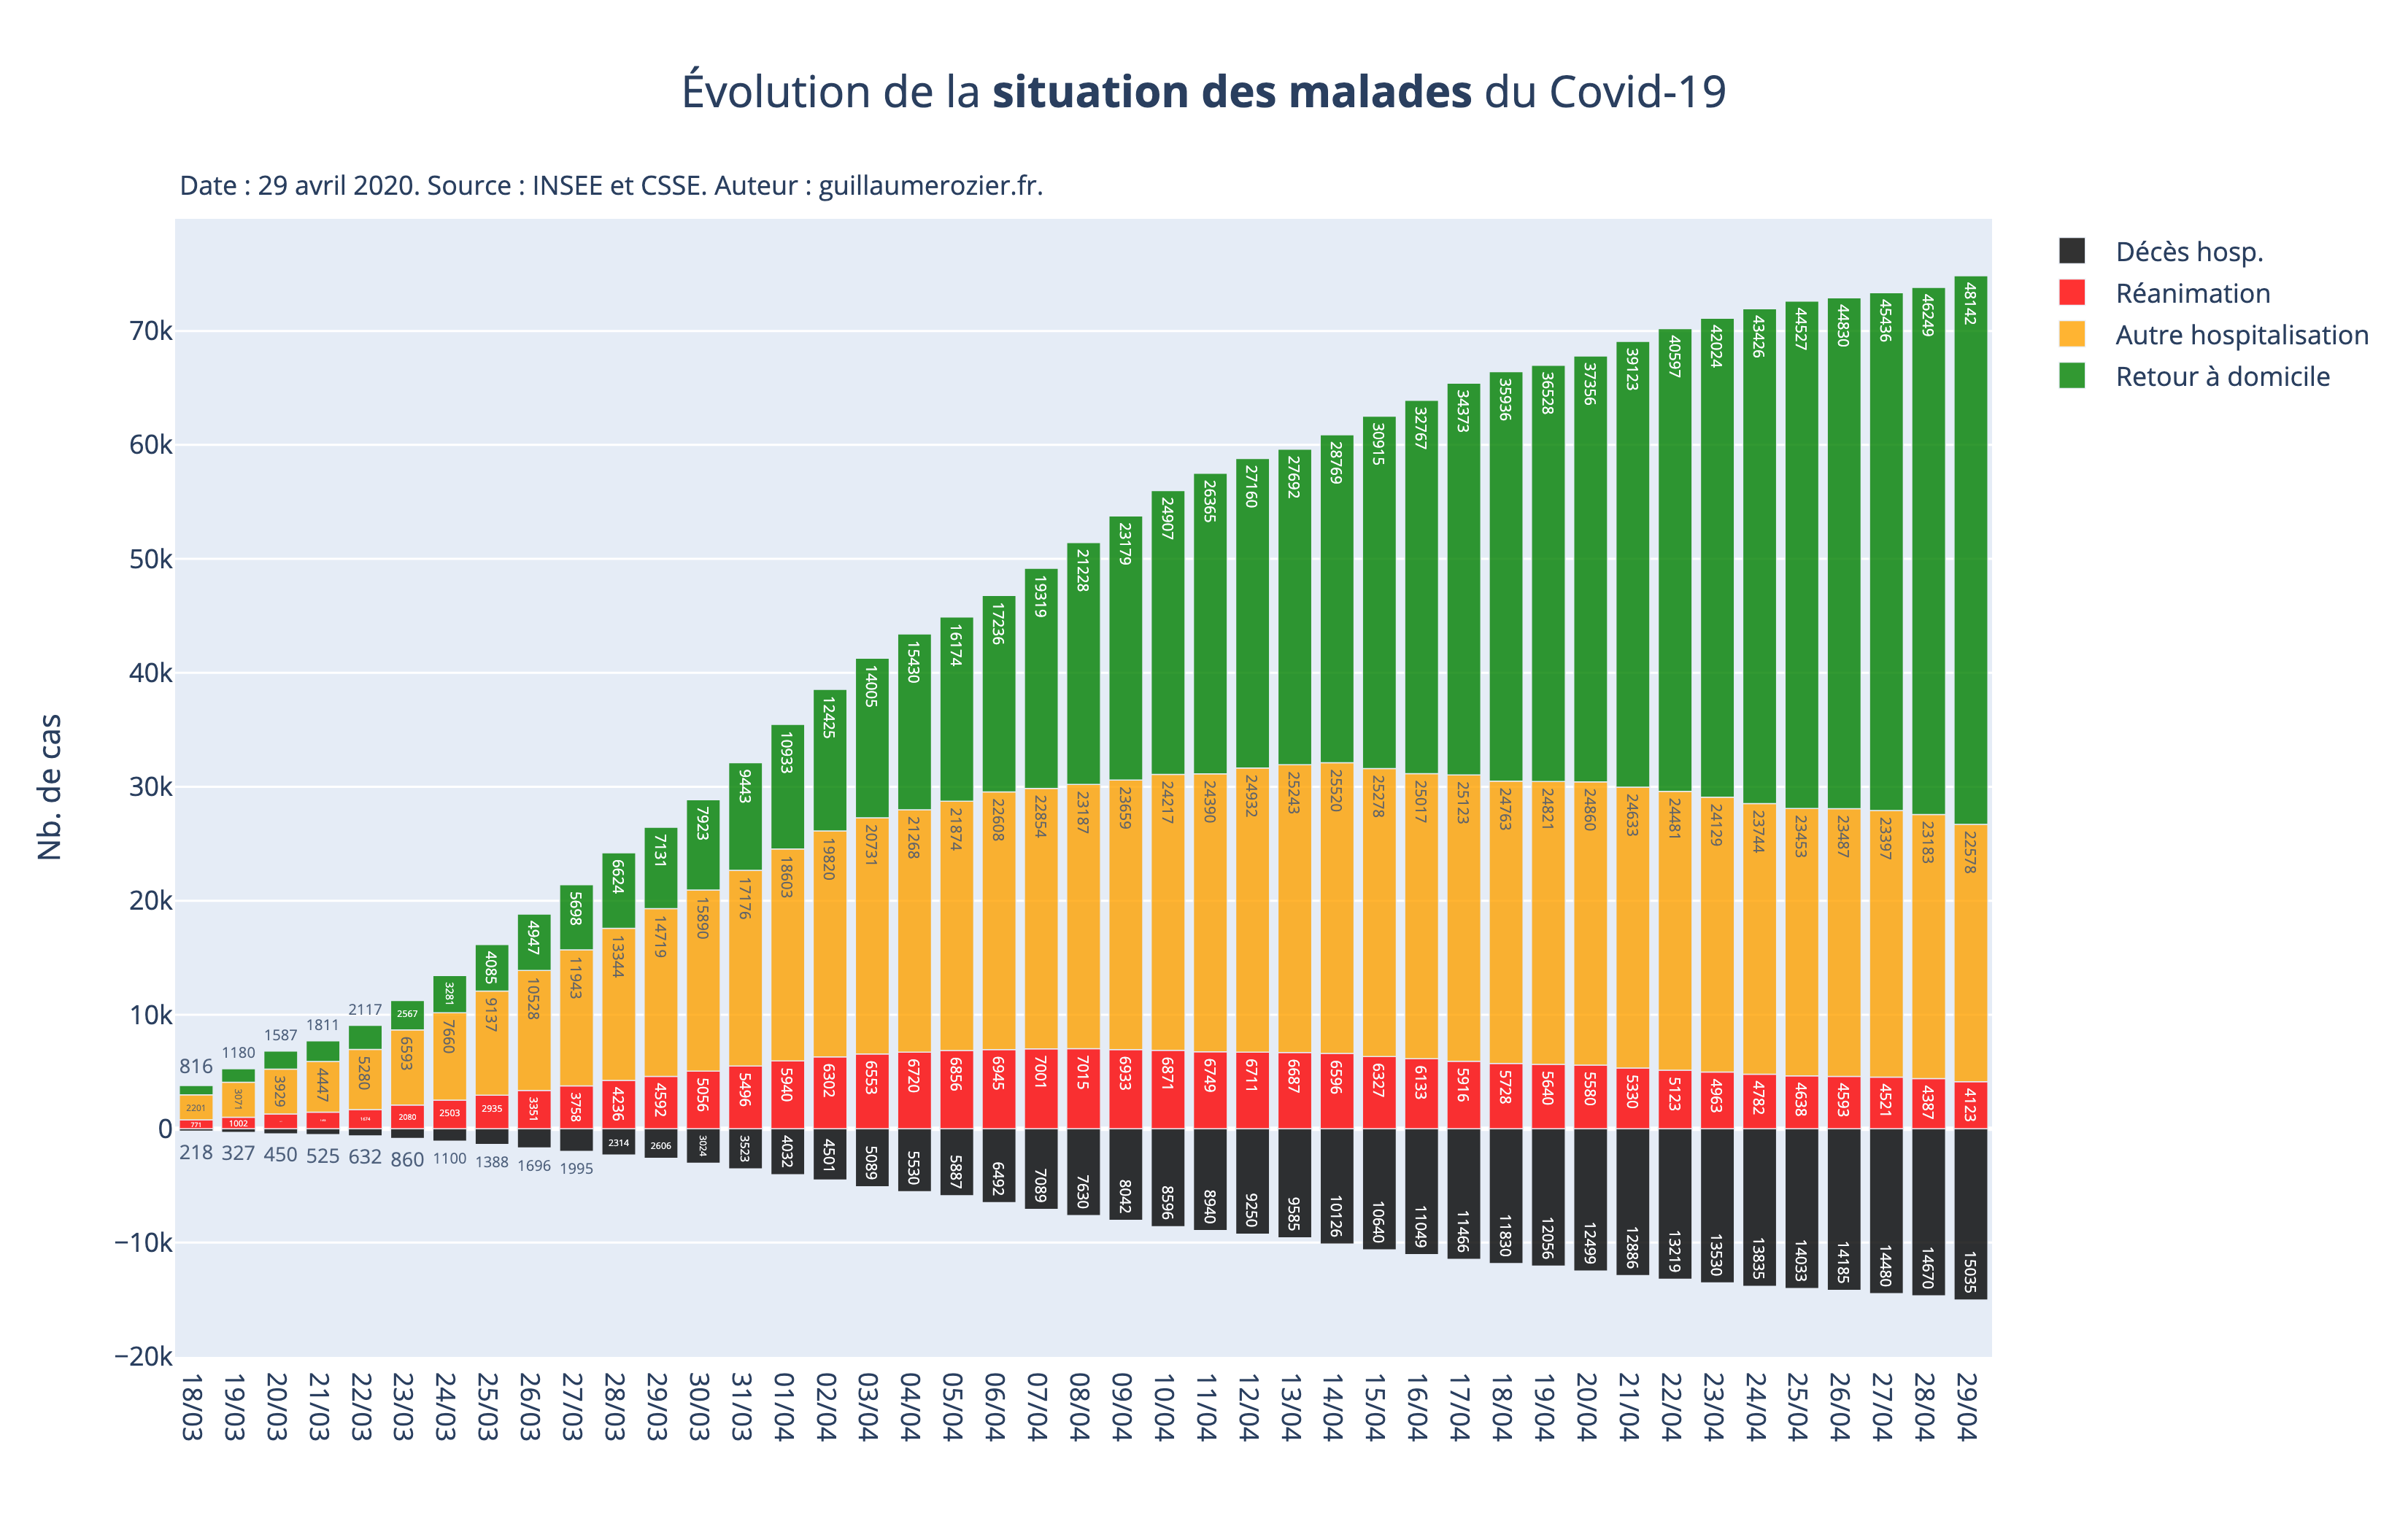 Évolution de la situation des malades du Covid-19
Date : 29 avril 2020. Source : INSEE et CSSE. Auteur : guillaumerozier.fr.
Décès hosp.
Réanimation
Autre hospitalisation
Retour à domicile
Nb. de cas
70k
60k
50k
40k
30k
20k
10k
0
−10k
−20k
816 1180 1587 1811 2117 2567 3281 4085 4947 5698 6624 7131 7923 9443 10933 12425 14005 15430 16174 17236 19319 21228 23179 24907 26365 27160 27692 28769 30915 32767 34373 35936 36528 37356 39123 40597 42024 43426 44527 44830 45436 46249 48142
2201 3071 3929 4447 5280 6593 7660 9137 10528 11943 13344 14719 15890 17176 18603 19820 20731 21268 21874 22608 22854 23187 23659 24217 24390 24932 25243 25520 25278 25017 25123 24763 24821 24860 24633 24481 24129 23744 23453 23487 23397 23183 22578
771 1002 1674 2080 2503 2935 3351 3758 4236 4592 5056 5496 5940 6302 6553 6720 6856 6945 7001 7015 6933 6871 6749 6711 6687 6596 6327 6133 5916 5728 5640 5580 5330 5123 4963 4782 4638 4593 4521 4387 4123
218 327 450 525 632 860 1100 1388 1696 1995 2314 2606 3024 3523 4032 4501 5089 5530 5887 6492 7089 7630 8042 8596 8940 9250 9585 10126 10640 11049 11466 11830 12056 12499 12886 13219 13530 13835 14033 14185 14480 14670 15035
18/03 19/03 20/03 21/03 22/03 23/03 24/03 25/03 26/03 27/03 28/03 29/03 30/03 31/03 01/04 02/04 03/04 04/04 05/04 06/04 07/04 08/04 09/04 10/04 11/04 12/04 13/04 14/04 15/04 16/04 17/04 18/04 19/04 20/04 21/04 22/04 23/04 24/04 25/04 26/04 27/04 28/04 29/04